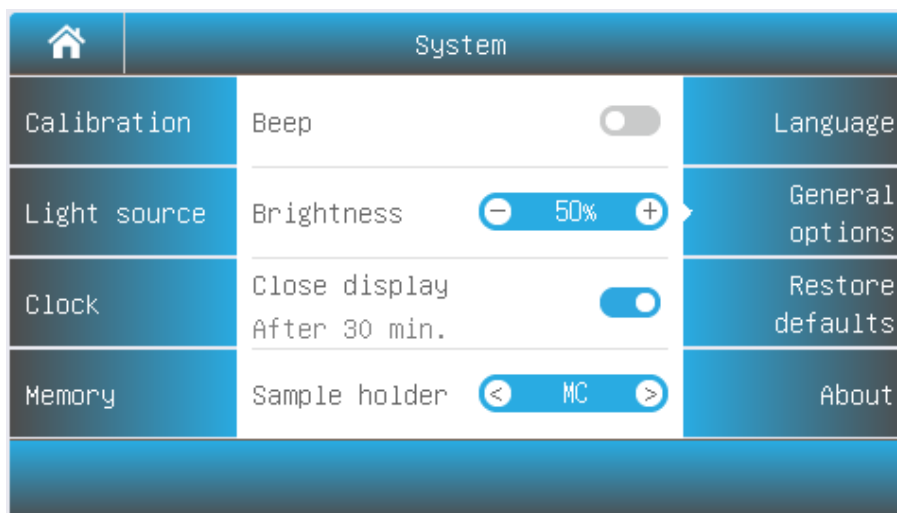 System
Calibration
Light source
Clock
Memory
Beep
Brightness
50%
Close display
After 30 min.
Sample holder
< MC >
Language
General
options
Restore
defaults
About